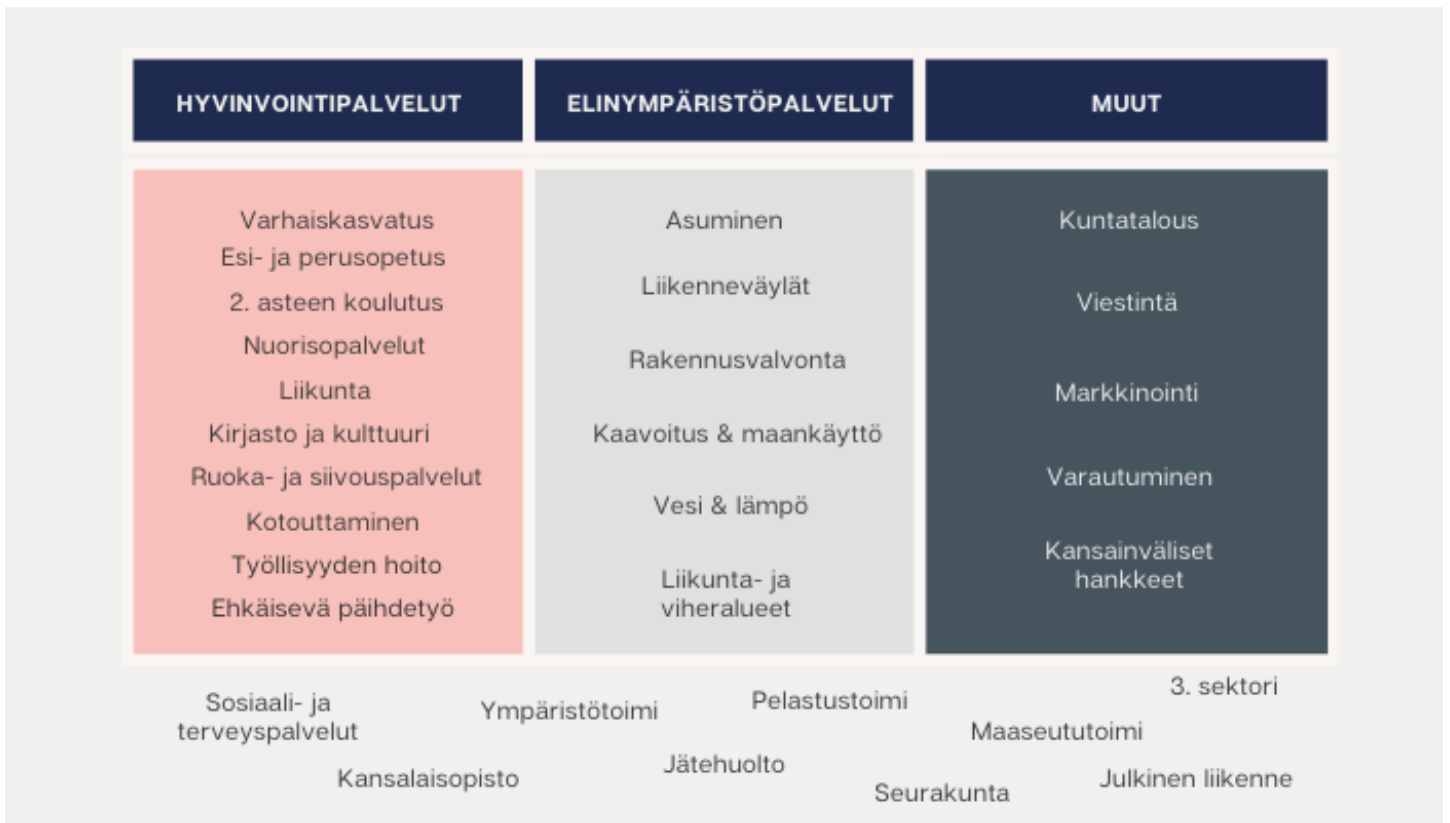 HYVINVOINTIPALVELUT
ELINYMPÄRISTÖPALVELUT
MUUT
Varhaiskasvatus
Esi- ja perusopetus
2. asteen koulutus
Nuorisopalvelut
Liikunta
Kirjasto ja kulttuuri
Ruoka- ja siivouspalvelut
Kotouttaminen
Työllisyyden hoito
Ehkäisevä päihdetyö
Asuminen
Liikenneväylät
Rakennusvalvonta
Kaavoitus & maankäyttö
Vesi & lämpö
Liikunta- ja
viheralueet
Kuntatalous
Viestintä
Markkinointi
Varautuminen
Kansainväliset
hankkeet
Sosiaali- ja
terveyspalvelut
Ympäristötoimi
Pelastustoimi
3. sektori
Maaseututoimi
Kansalaisopisto
Jätehuolto
Seurakunta
Julkinen liikenne